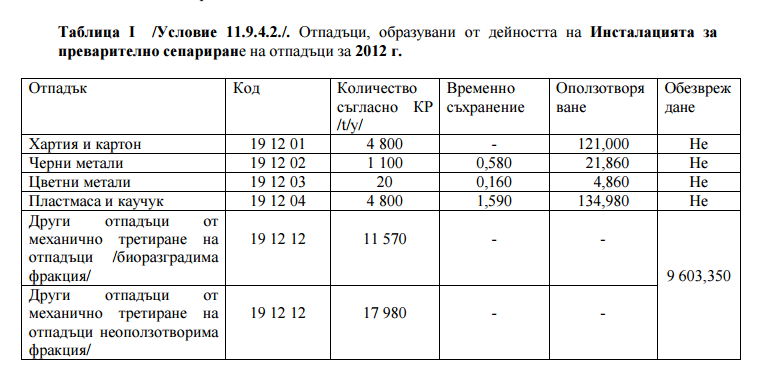 Таблица I /Условие 11.9.4.2./. Отпадъци, образувани от дейността на Инсталацията за
преварително сепариране на отпадъци за 2012 г.
Отпадък Код Количество съгласно КР /t/y/ Временно съхранение Оползотворя ване Обезвреж дане
Хартия и картон 19 12 01 4 800 - 121,000 Не
Черни метали 19 12 02 1 100 0,580 21,860 Не
Цветни метали 19 12 03 20 0,160 4,860 Не
Пластмаса и каучук 19 12 04 4 800 1,590 134,980 Не
Други отпадъци от
механично третиране на 19 12 12 11 570 - -
отпадъци /биоразградима
фракция/
9 603,350
Други отпадъци от
механично третиране на 19 12 12 17 980 - -
отпадъци неоползотворима
фракция/